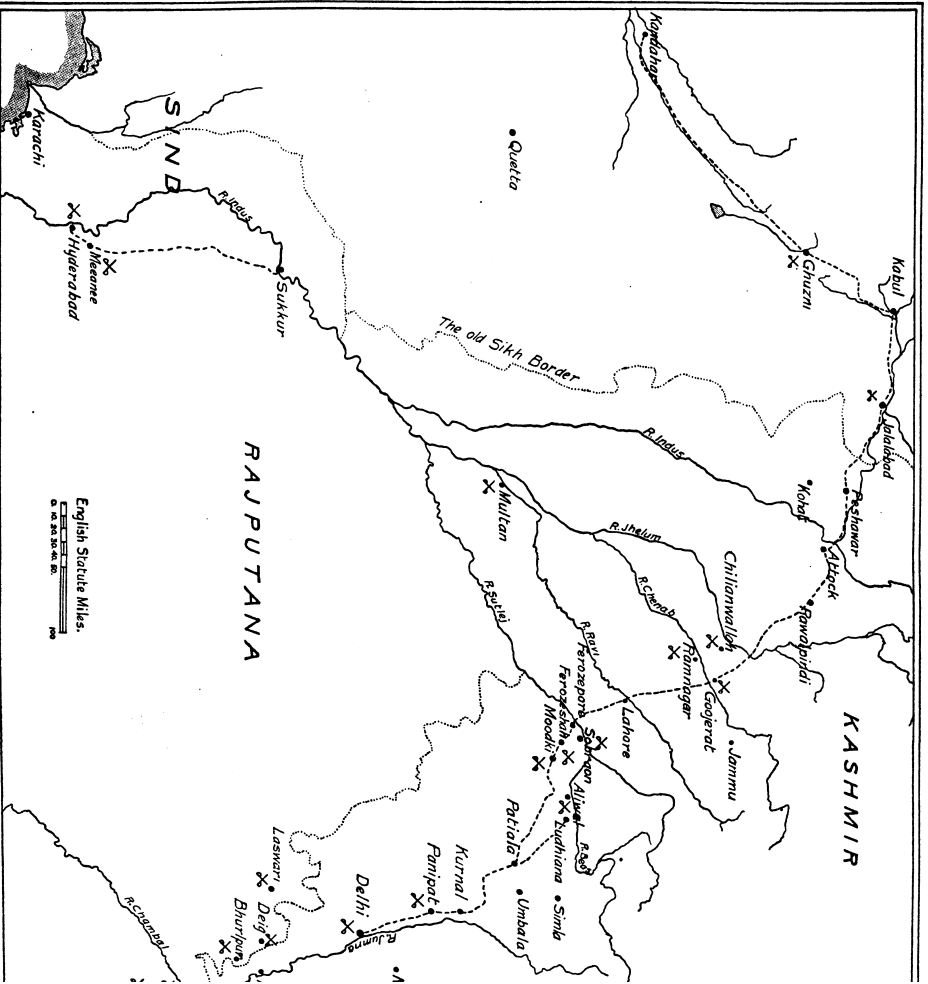 Kabul
Jalalabad
Peshawar
KASHMIR
Ghuzni
Kohat
Attock
Rawalpindi
Chilianwallah
Goojerat
Jammu
Ramnagar
Kandahar
R. Indus
R. Jhelum
R. Chenab
Lahore
The old Sikh Border
R. Ravi
Ferozepore
Sobraon
Aliwal
R. Beas
Ferozeshah
Ludhiana
Simla
Moodki
Quetta
Multan
Patiala
Umbala
R. Sutlej
Kurnal
Panipat
R. Jumna
Delhi
Sukkur
Laswari
Deig
Bhurtpur
R. Indus
RAJPUTANA
SIND
R. Chambal
Meeanee
Hyderabad
Karachi
English Statute Miles.
0. 10. 20. 30. 40. 50. 100